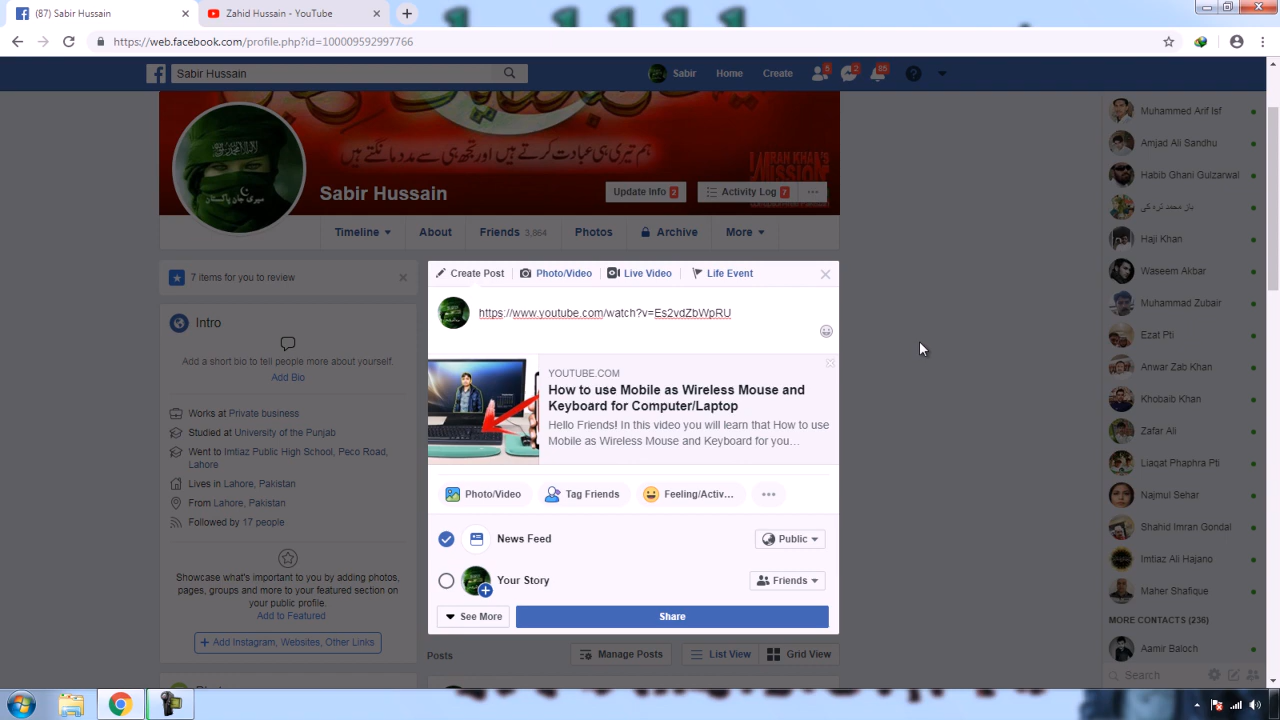 (87) Sabir Hussain
Zahid Hussain - YouTube
https://web.facebook.com/profile.php?id=100009592997766
Sabir Hussain
Sabir
Home
Create
5
2
85
ہم تیری ہی عبادت کرتے ہیں اور تجھ ہی سے مدد مانگتے ہیں
میری جان پاکستان
Sabir Hussain
Update Info 2
Activity Log 7
Timeline
About
Friends 3,864
Photos
Archive
More
7 items for you to review
Intro
Add a short bio to tell people more about yourself.
Add Bio
Works at Private business
Studied at University of the Punjab
Went to Imtiaz Public High School, Peco Road,
Lahore
Lives in Lahore, Pakistan
From Lahore, Pakistan
Followed by 17 people
Showcase what's important to you by adding photos,
pages, groups and more to your featured section on
your public profile.
Add to Featured
+ Add Instagram, Websites, Other Links
Create Post
Photo/Video
Live Video
Life Event
https://www.youtube.com/watch?v=Es2vdZbWpRU
YOUTUBE.COM
How to use Mobile as Wireless Mouse and
Keyboard for Computer/Laptop
Hello Friends! In this video you will learn that How to use
Mobile as Wireless Mouse and Keyboard for you…
Photo/Video
Tag Friends
Feeling/Activ…
News Feed
Public
Your Story
Friends
See More
Share
Posts
Manage Posts
List View
Grid View
Muhammed Arif Isf
Amjad Ali Sandhu
Habib Ghani Gulzarwal
Haji Khan
Waseem Akbar
Muhammad Zubair
Ezat Pti
Anwar Zab Khan
Khobaib Khan
Zafar Ali
Liaqat Phaphra Pti
Najmul Sehar
Shahid Imran Gondal
Imtiaz Ali Hajano
Maher Shafique
MORE CONTACTS (236)
Aamir Baloch
Search